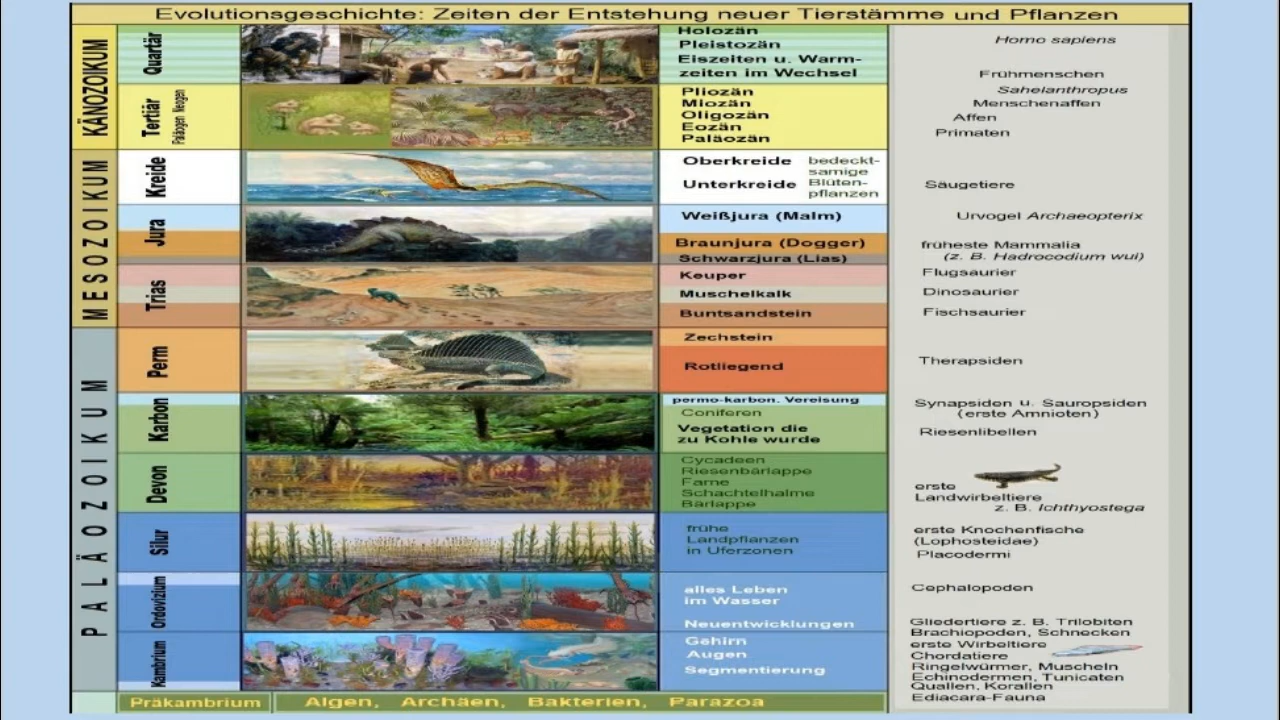 Evolutionsgeschichte: Zeiten der Entstehung neuer Tierstämme und Pflanzen
KÄNOZOIKUM
Quartär
Holozän
Pleistozän
Eiszeiten u. Warm-
zeiten im Wechsel
Homo sapiens
Frühmenschen
Tertiär
Paläogen Neogen
Pliozän
Miozän
Oligozän
Eozän
Paläozän
Sahelanthropus
Menschenaffen
Affen
Primaten
MESOZOIKUM
Kreide
Oberkreide
Unterkreide
bedeckt-
samige
Blüten-
pflanzen
Säugetiere
Jura
Weißjura (Malm)
Braunjura (Dogger)
Schwarzjura (Lias)
Urvogel Archaeopterix
früheste Mammalia
(z. B. Hadrocodium wui)
Trias
Keuper
Muschelkalk
Buntsandstein
Flugsaurier
Dinosaurier
Fischsaurier
PALÄOZOIKUM
Perm
Zechstein
Rotliegend
Therapsiden
Karbon
permo-karbon. Vereisung
Coniferen
Vegetation die
zu Kohle wurde
Synapsiden u. Sauropsiden
(erste Amnioten)
Riesenlibellen
Devon
Cycadeen
Riesenbärlappe
Farne
Schachtelhalme
Bärlappe
erste
Landwirbeltiere
z. B. Ichthyostega
Silur
frühe
Landpflanzen
in Uferzonen
erste Knochenfische
(Lophosteidae)
Placodermi
Ordovizium
alles Leben
im Wasser
Neuentwicklungen
Cephalopoden
Gliedertiere z. B. Trilobiten
Kambrium
Gehirn
Augen
Segmentierung
Brachiopoden, Schnecken
erste Wirbeltiere
Chordatiere
Ringelwürmer, Muscheln
Echinodermen, Tunicaten
Quallen, Korallen
Ediacara-Fauna
Präkambrium
Algen, Archäen, Bakterien, Parazoa